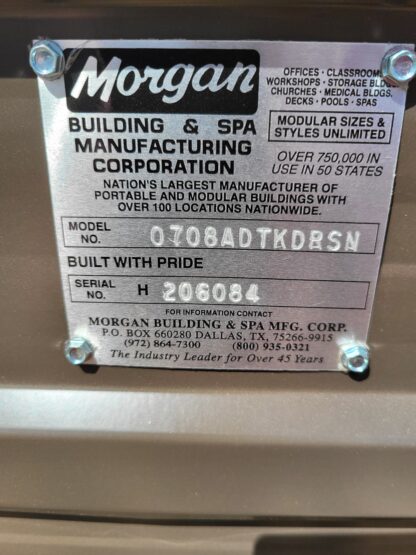 Morgan
OFFICES • CLASSROOMS
WORKSHOPS • STORAGE BLDGS.
CHURCHES • MEDICAL BLDGS.
DECKS • POOLS • SPAS
MODULAR SIZES &
STYLES UNLIMITED
BUILDING & SPA
MANUFACTURING
CORPORATION
OVER 750,000 IN
USE IN 50 STATES
NATION'S LARGEST MANUFACTURER OF
PORTABLE AND MODULAR BUILDINGS WITH
OVER 100 LOCATIONS NATIONWIDE.
MODEL
NO.
0708ADTKDRSN
BUILT WITH PRIDE
SERIAL
NO.
H 206084
FOR INFORMATION CONTACT
MORGAN BUILDING & SPA MFG. CORP.
P.O. BOX 660280 DALLAS, TX, 75266-9915
(972) 864-7300 (800) 935-0321
The Industry Leader for Over 45 Years